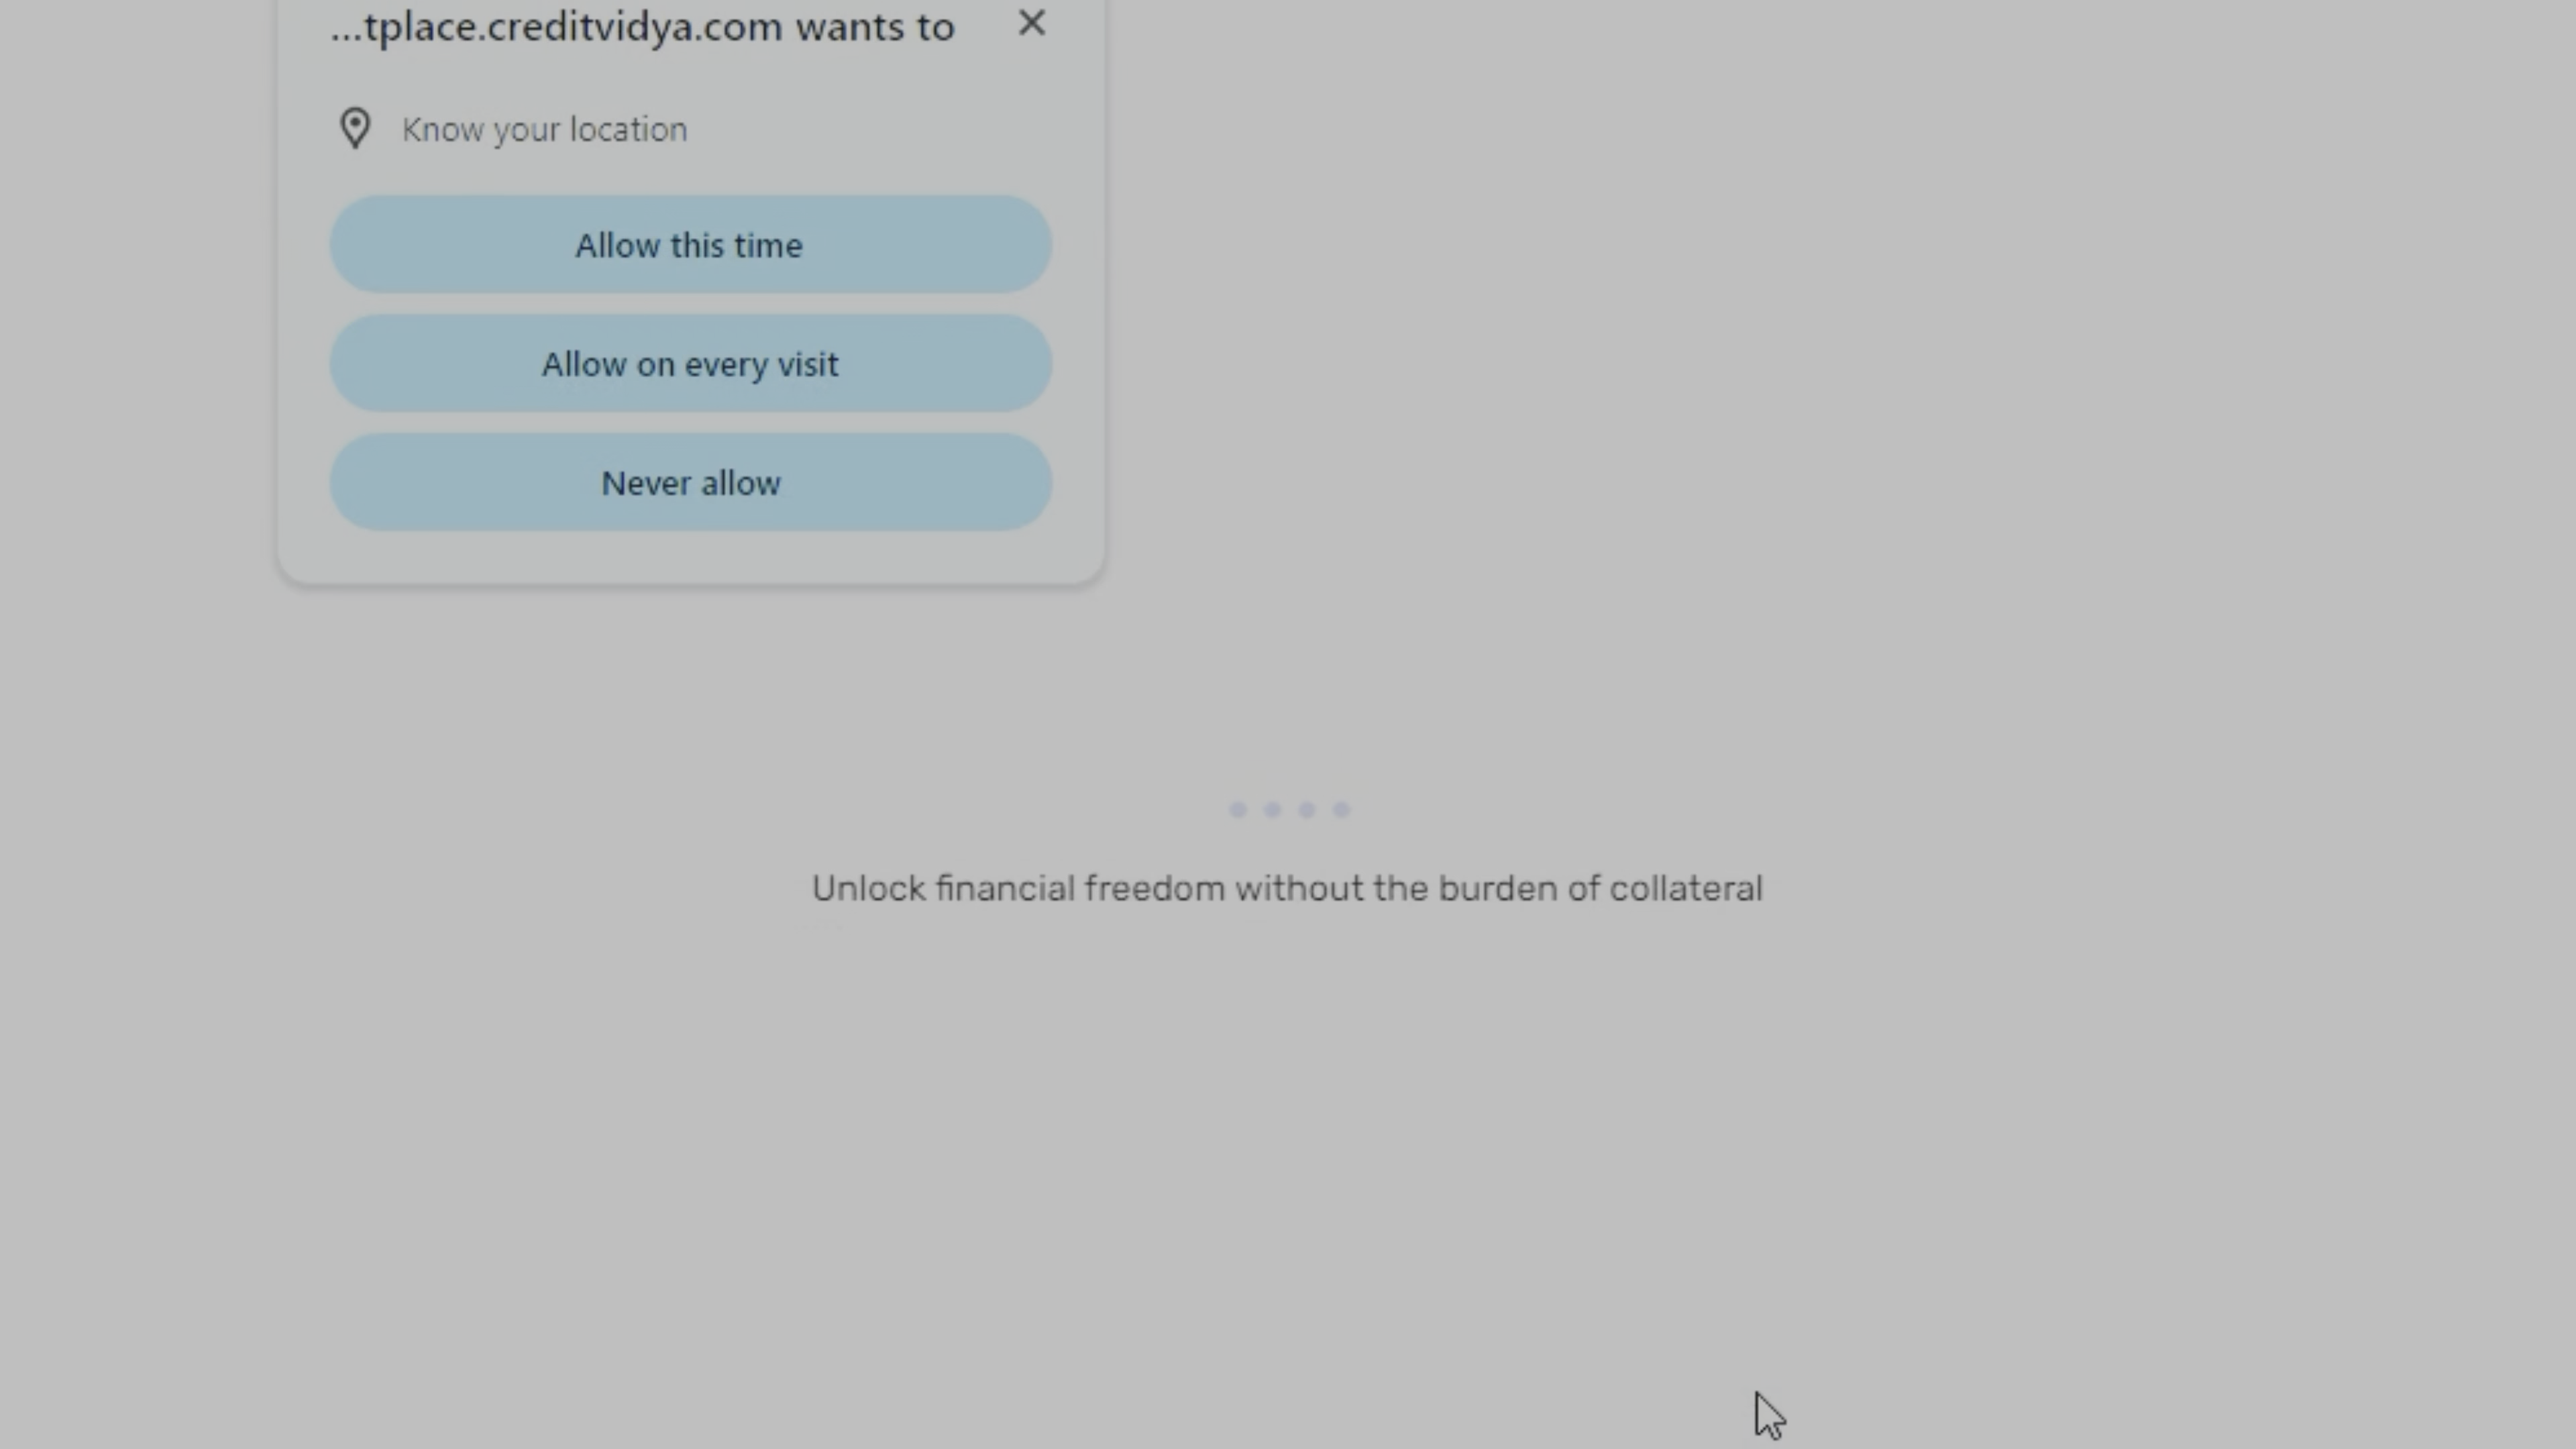 ...tplace.creditvidya.com wants to
Know your location
Allow this time
Allow on every visit
Never allow
Unlock financial freedom without the burden of collateral